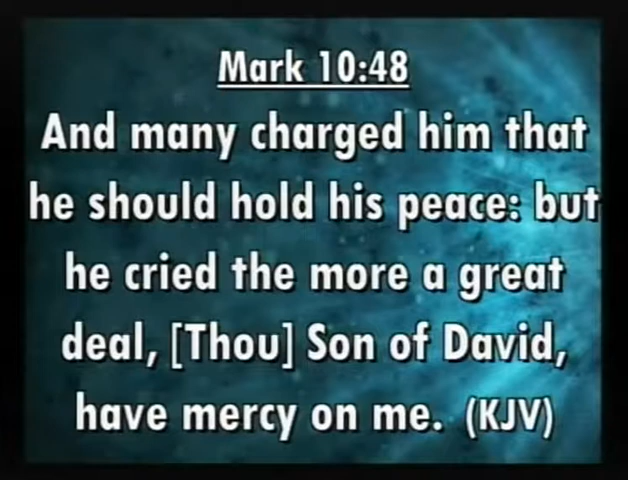 Mark 10:48
And many charged him that
he should hold his peace: but
he cried the more a great
deal, [Thou] Son of David,
have mercy on me. (KJV)